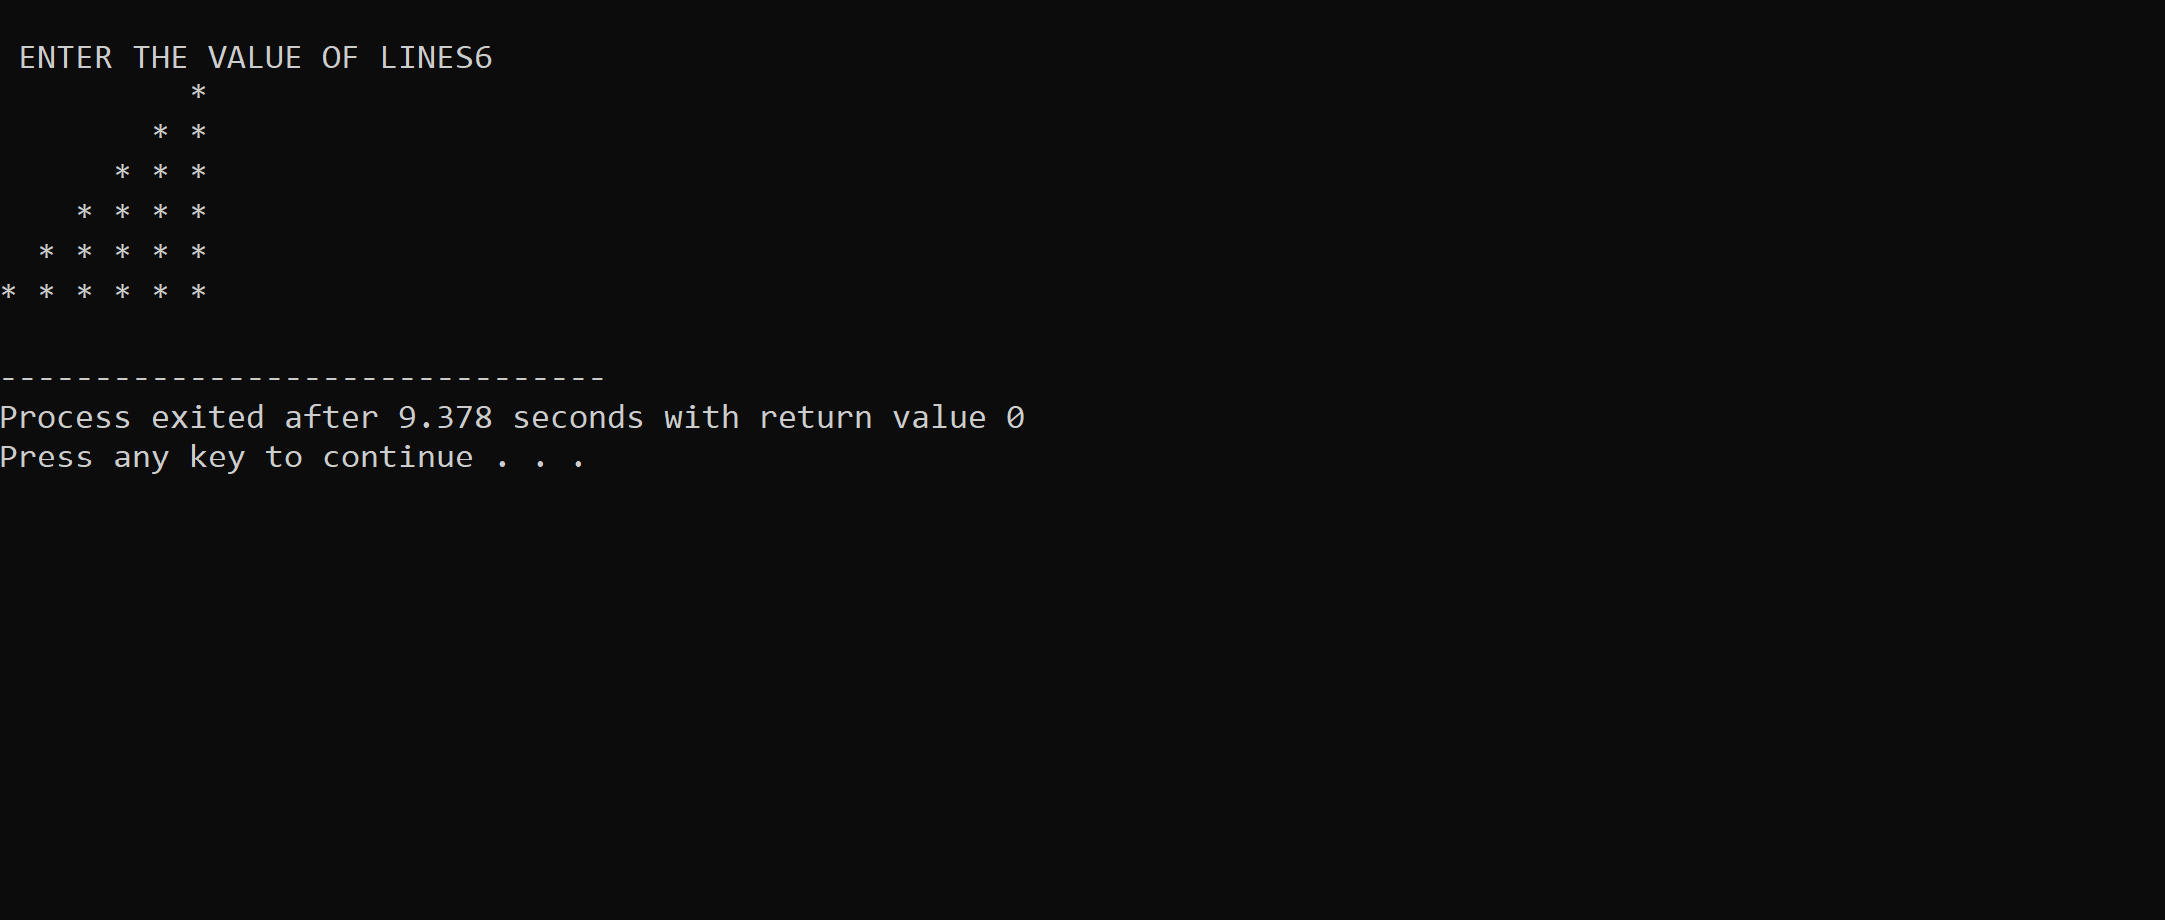 ENTER THE VALUE OF LINES6
          *
        * *
      * * *
    * * * *
  * * * * *
* * * * * *
--------------------------------
Process exited after 9.378 seconds with return value 0
Press any key to continue . . .